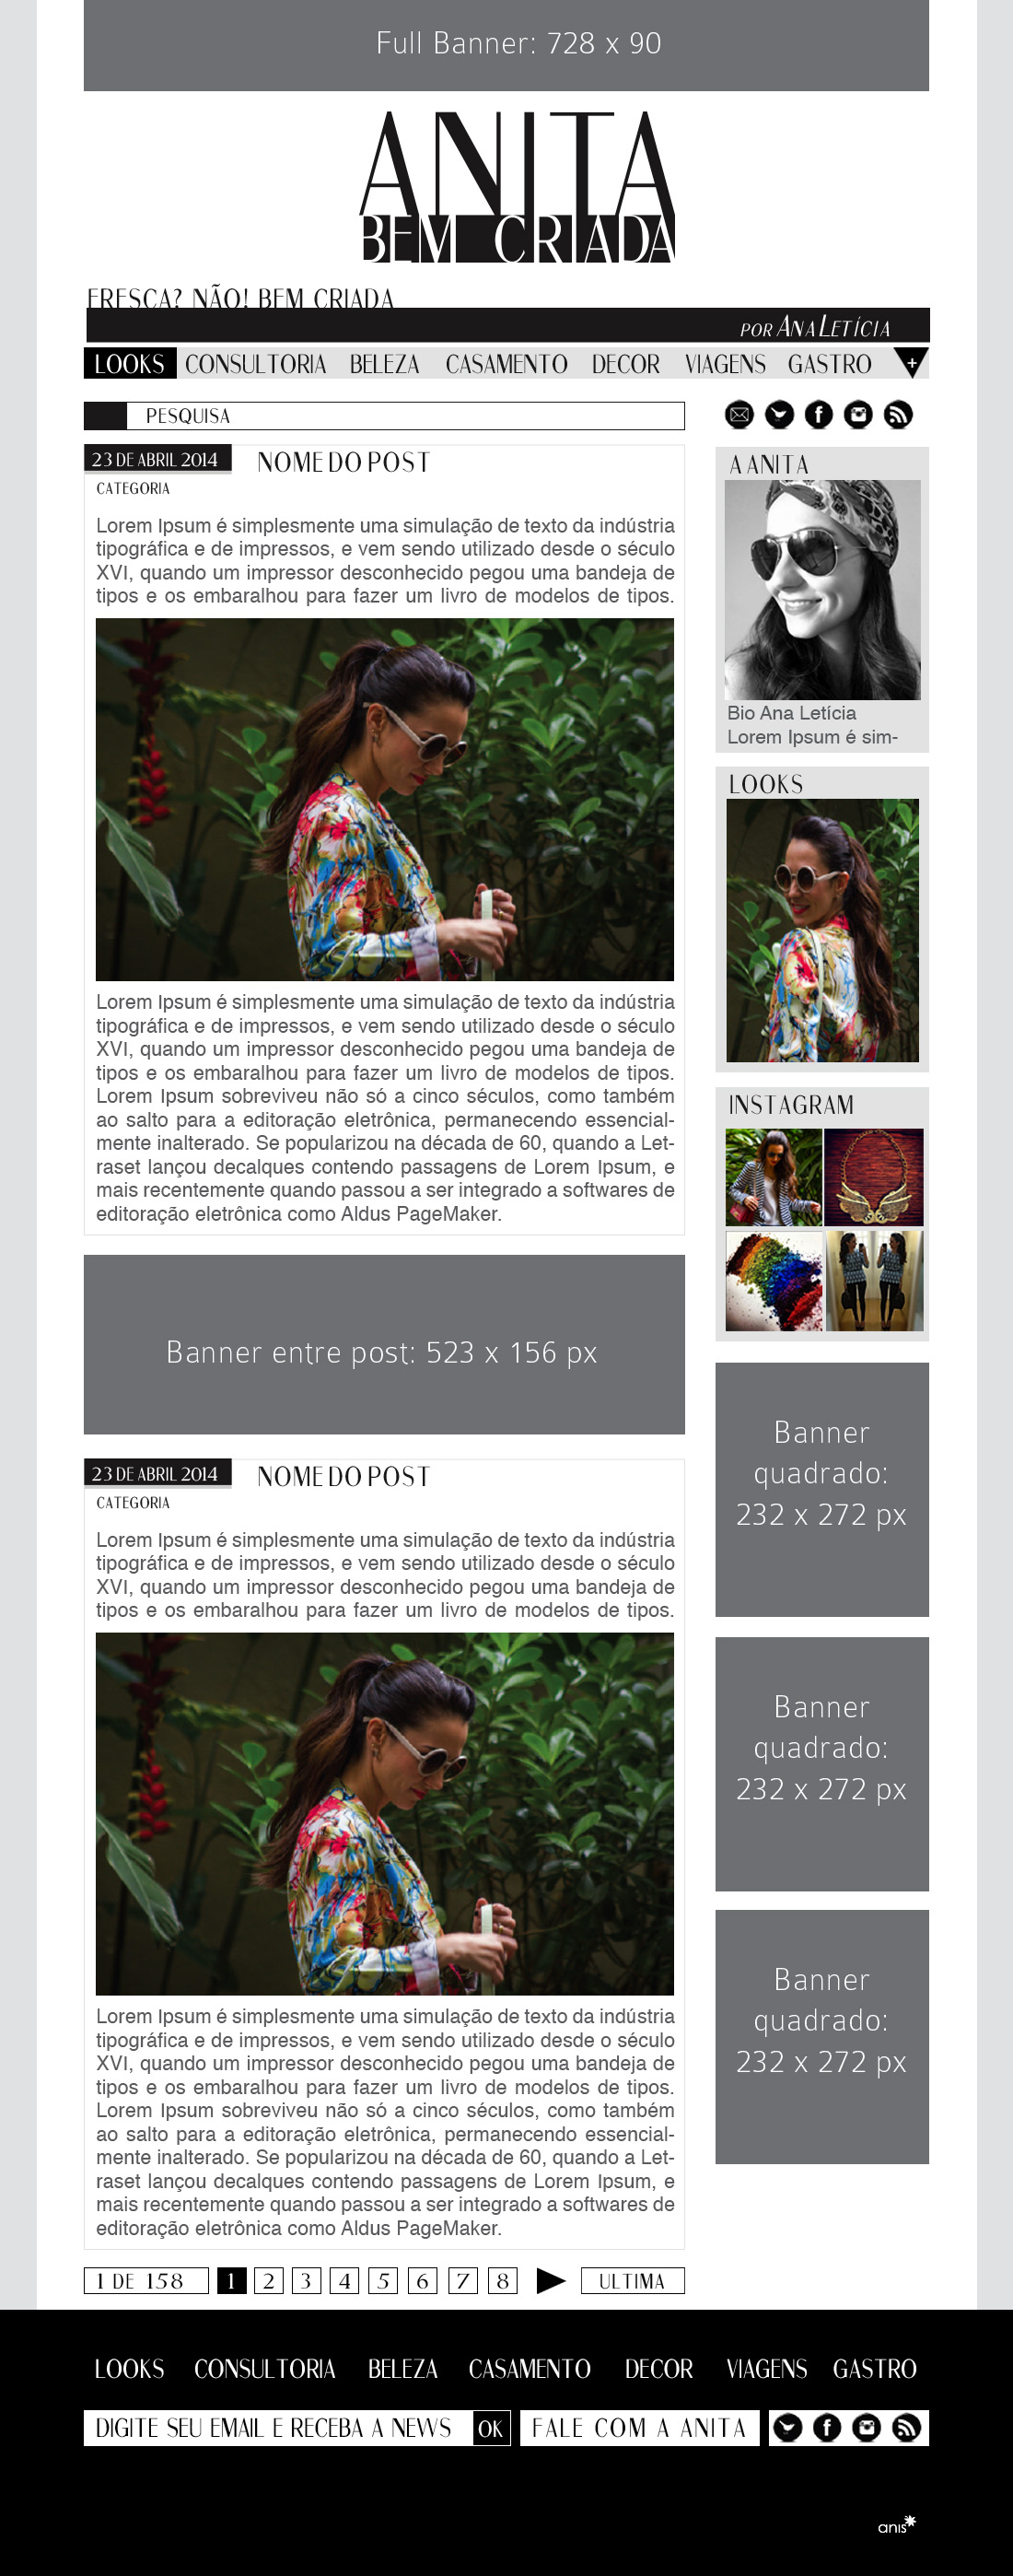 Full Banner: 728 x 90
ANITA
BEM CRIADA
FRESCA? NÃO! BEM CRIADA
POR ANA LETÍCIA
LOOKS CONSULTORIA BELEZA CASAMENTO DECOR VIAGENS GASTRO +
PESQUISA
23 DE ABRIL 2014 NOME DO POST
CATEGORIA
Lorem Ipsum é simplesmente uma simulação de texto da indústria
tipográfica e de impressos, e vem sendo utilizado desde o século
XVI, quando um impressor desconhecido pegou uma bandeja de
tipos e os embaralhou para fazer um livro de modelos de tipos.
Lorem Ipsum é simplesmente uma simulação de texto da indústria
tipográfica e de impressos, e vem sendo utilizado desde o século
XVI, quando um impressor desconhecido pegou uma bandeja de
tipos e os embaralhou para fazer um livro de modelos de tipos.
Lorem Ipsum sobreviveu não só a cinco séculos, como também
ao salto para a editoração eletrônica, permanecendo essencial-
mente inalterado. Se popularizou na década de 60, quando a Let-
raset lançou decalques contendo passagens de Lorem Ipsum, e
mais recentemente quando passou a ser integrado a softwares de
editoração eletrônica como Aldus PageMaker.
Banner entre post: 523 x 156 px
23 DE ABRIL 2014 NOME DO POST
CATEGORIA
Lorem Ipsum é simplesmente uma simulação de texto da indústria
tipográfica e de impressos, e vem sendo utilizado desde o século
XVI, quando um impressor desconhecido pegou uma bandeja de
tipos e os embaralhou para fazer um livro de modelos de tipos.
Lorem Ipsum é simplesmente uma simulação de texto da indústria
tipográfica e de impressos, e vem sendo utilizado desde o século
XVI, quando um impressor desconhecido pegou uma bandeja de
tipos e os embaralhou para fazer um livro de modelos de tipos.
Lorem Ipsum sobreviveu não só a cinco séculos, como também
ao salto para a editoração eletrônica, permanecendo essencial-
mente inalterado. Se popularizou na década de 60, quando a Let-
raset lançou decalques contendo passagens de Lorem Ipsum, e
mais recentemente quando passou a ser integrado a softwares de
editoração eletrônica como Aldus PageMaker.
1 DE 158 1 2 3 4 5 6 7 8 ULTIMA
A ANITA
Bio Ana Letícia
Lorem Ipsum é sim-
LOOKS
INSTAGRAM
Banner
quadrado:
232 x 272 px
Banner
quadrado:
232 x 272 px
Banner
quadrado:
232 x 272 px
LOOKS CONSULTORIA BELEZA CASAMENTO DECOR VIAGENS GASTRO
DIGITE SEU EMAIL E RECEBA A NEWS OK FALE COM A ANITA
anis